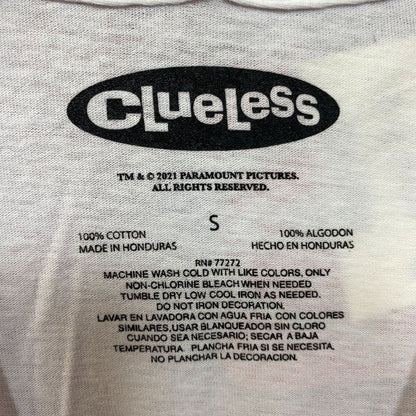 CLUELESS
TM & © 2021 PARAMOUNT PICTURES.
ALL RIGHTS RESERVED.
S
100% COTTON
MADE IN HONDURAS
100% ALGODON
HECHO EN HONDURAS
RN# 77272
MACHINE WASH COLD WITH LIKE COLORS, ONLY
NON-CHLORINE BLEACH WHEN NEEDED
TUMBLE DRY LOW COOL IRON AS NEEDED.
DO NOT IRON DECORATION.
LAVAR EN LAVADORA CON AGUA FRIA CON COLORES
SIMILARES, USAR BLANQUEADOR SIN CLORO
CUANDO SEA NECESARIO; SEGAR A BAJA
TEMPERATURA. PLANCHA FRIA SI SE NECESITA.
NO PLANCHAR LA DECORACION.